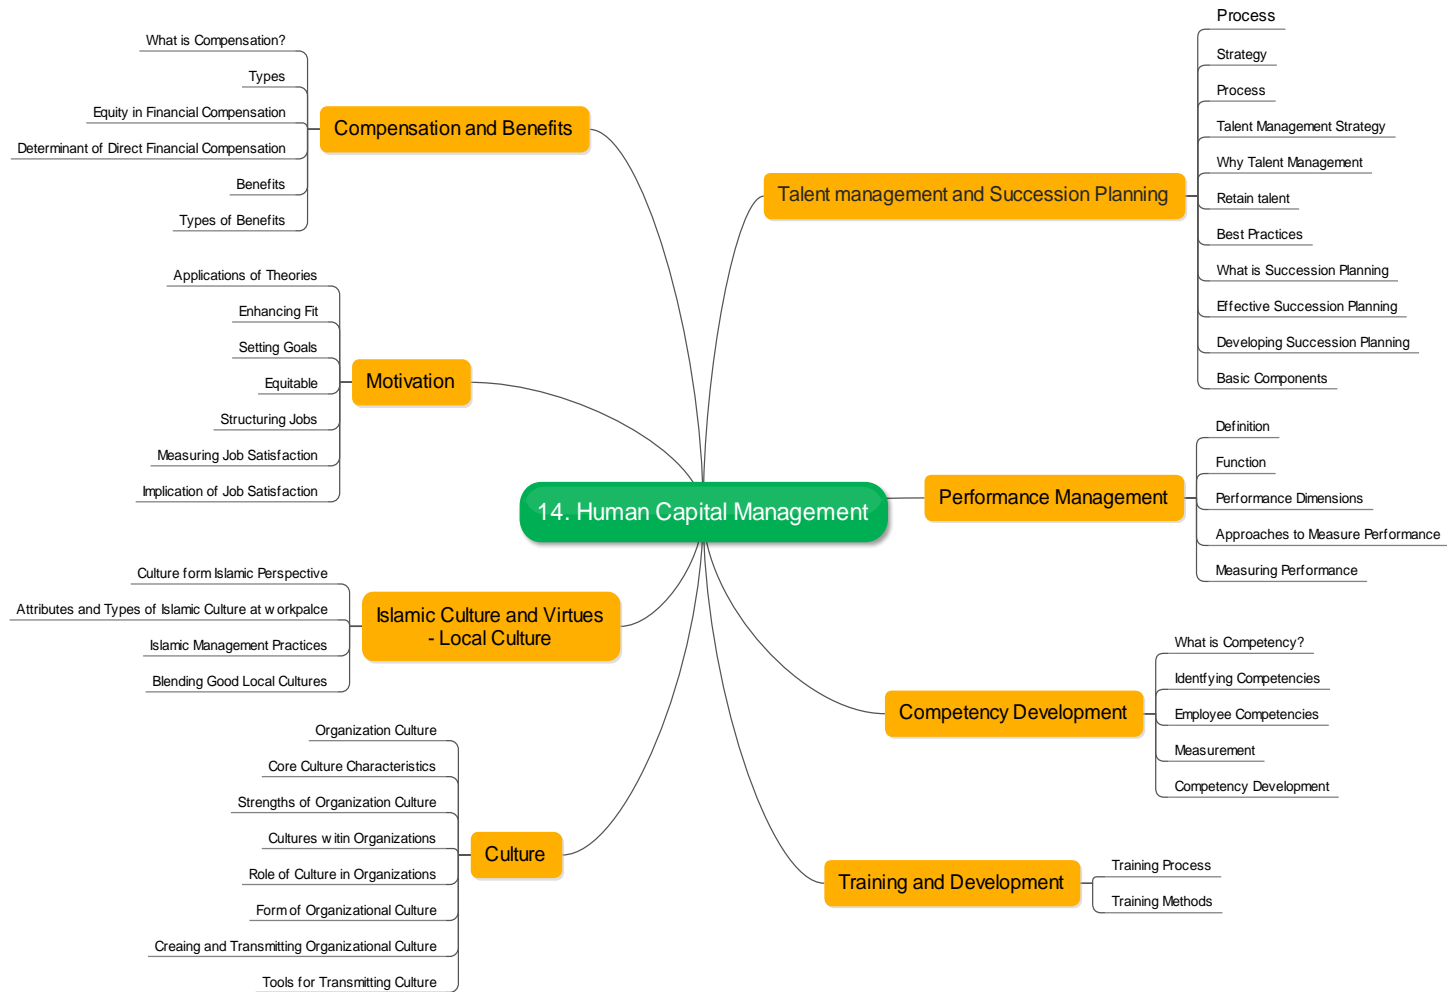 14. Human Capital Management
Talent management and Succession Planning
Process
Strategy
Process
Talent Management Strategy
Why Talent Management
Retain talent
Best Practices
What is Succession Planning
Effective Succession Planning
Developing Succession Planning
Basic Components
Performance Management
Definition
Function
Performance Dimensions
Approaches to Measure Performance
Measuring Performance
Competency Development
What is Competency?
Identfying Competencies
Employee Competencies
Measurement
Competency Development
Training and Development
Training Process
Training Methods
Compensation and Benefits
What is Compensation?
Types
Equity in Financial Compensation
Determinant of Direct Financial Compensation
Benefits
Types of Benefits
Motivation
Applications of Theories
Enhancing Fit
Setting Goals
Equitable
Structuring Jobs
Measuring Job Satisfaction
Implication of Job Satisfaction
Islamic Culture and Virtues
- Local Culture
Culture form Islamic Perspective
Attributes and Types of Islamic Culture at workpalce
Islamic Management Practices
Blending Good Local Cultures
Culture
Organization Culture
Core Culture Characteristics
Strengths of Organization Culture
Cultures witin Organizations
Role of Culture in Organizations
Form of Organizational Culture
Creaing and Transmitting Organizational Culture
Tools for Transmitting Culture